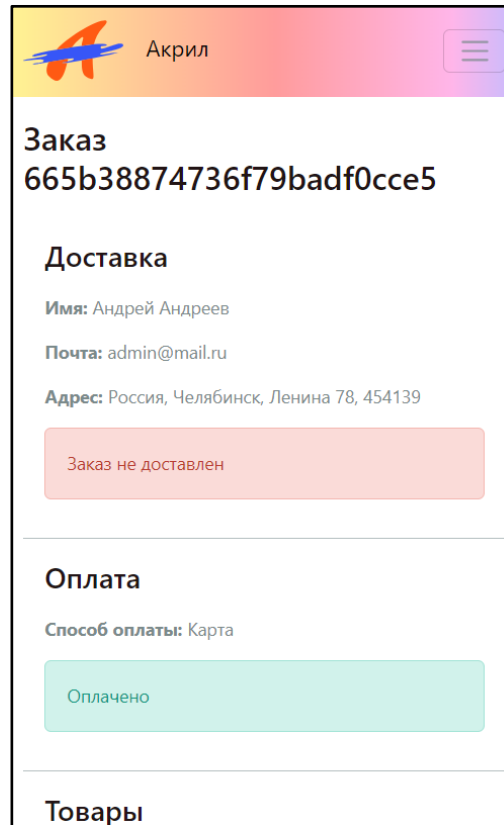 Акрил
Заказ
665b38874736f79badf0cce5
Доставка
Имя: Андрей Андреев
Почта: admin@mail.ru
Адрес: Россия, Челябинск, Ленина 78, 454139
Заказ не доставлен
Оплата
Способ оплаты: Карта
Оплачено
Товары